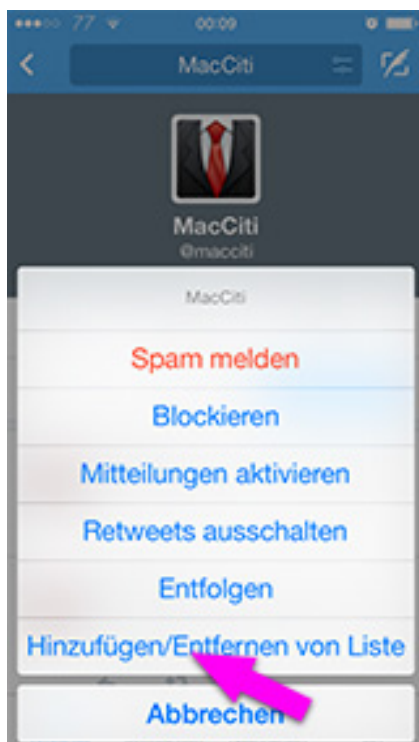 77 00:09
MacCiti
MacCiti
@macciti
MacCiti
Spam melden
Blockieren
Mitteilungen aktivieren
Retweets ausschalten
Entfolgen
Hinzufügen/Entfernen von Liste
Abbrechen